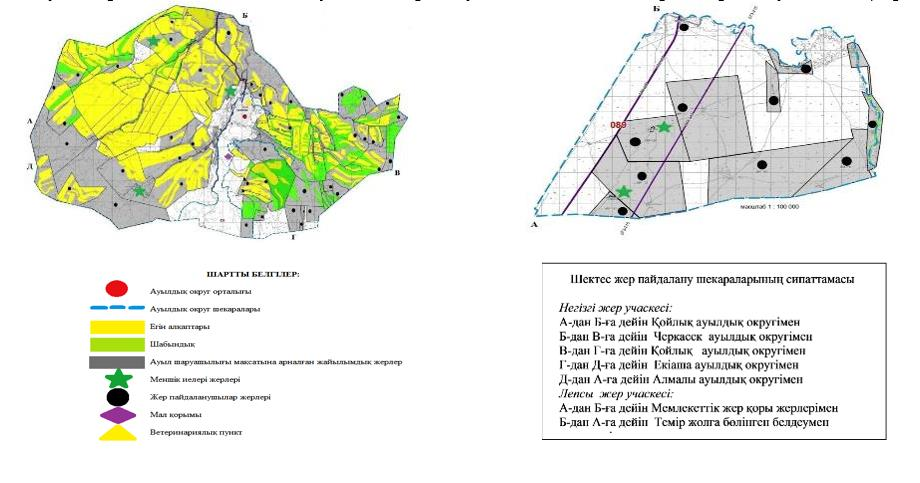 Б
А
Д
В
Г
Б
089
А
масштаб 1 : 100 000
ШАРТТЫ БЕЛГІЛЕР:
Ауылдық округ орталығы
Ауылдық округ шекаралары
Егін алқаптары
Шабындық
Ауыл шаруашылығы мақсатына арналған жайылымдық жерлер
Меншік иелері жерлері
Жер пайдаланушылар жерлері
Мал қорымы
Ветеринариялық пункт
Шектес жер пайдалану шекараларының сипаттамасы
Негізгі жер учаскесі:
А-дан Б-ға дейін Қойлық ауылдық округімен
Б-дан В-ға дейін Черкасск ауылдық округімен
В-дан Г-ға дейін Қойлық ауылдық округімен
Г-дан Д-ға дейін Екіаша ауылдық округімен
Д-дан А-ға дейін Алмалы ауылдық округімен
Лепсы жер учаскесі:
А-дан Б-ға дейін Мемлекеттік жер қоры жерлерімен
Б-дан А-ға дейін Темір жолға бөлінген белдеумен